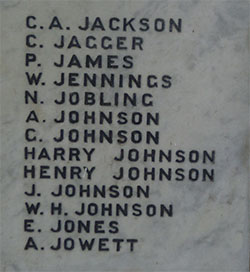 C. A. JACKSON
C. JAGGER
P. JAMES
W. JENNINGS
N. JOBLING
A. JOHNSON
G. JOHNSON
HARRY JOHNSON
HENRY JOHNSON
J. JOHNSON
W. H. JOHNSON
E. JONES
A. JOWETT